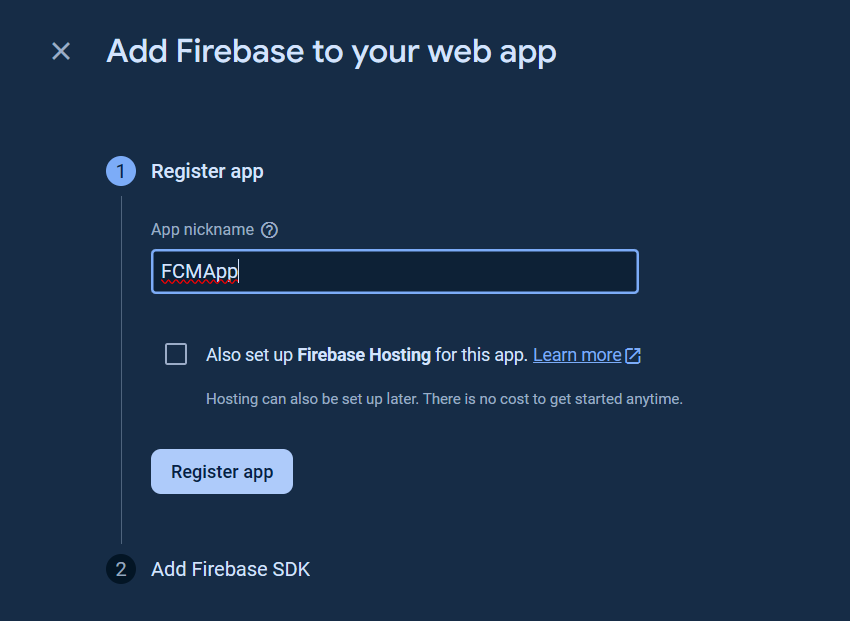 Add Firebase to your web app
1 Register app
App nickname
FCMApp
Also set up Firebase Hosting for this app. Learn more
Hosting can also be set up later. There is no cost to get started anytime.
Register app
2 Add Firebase SDK